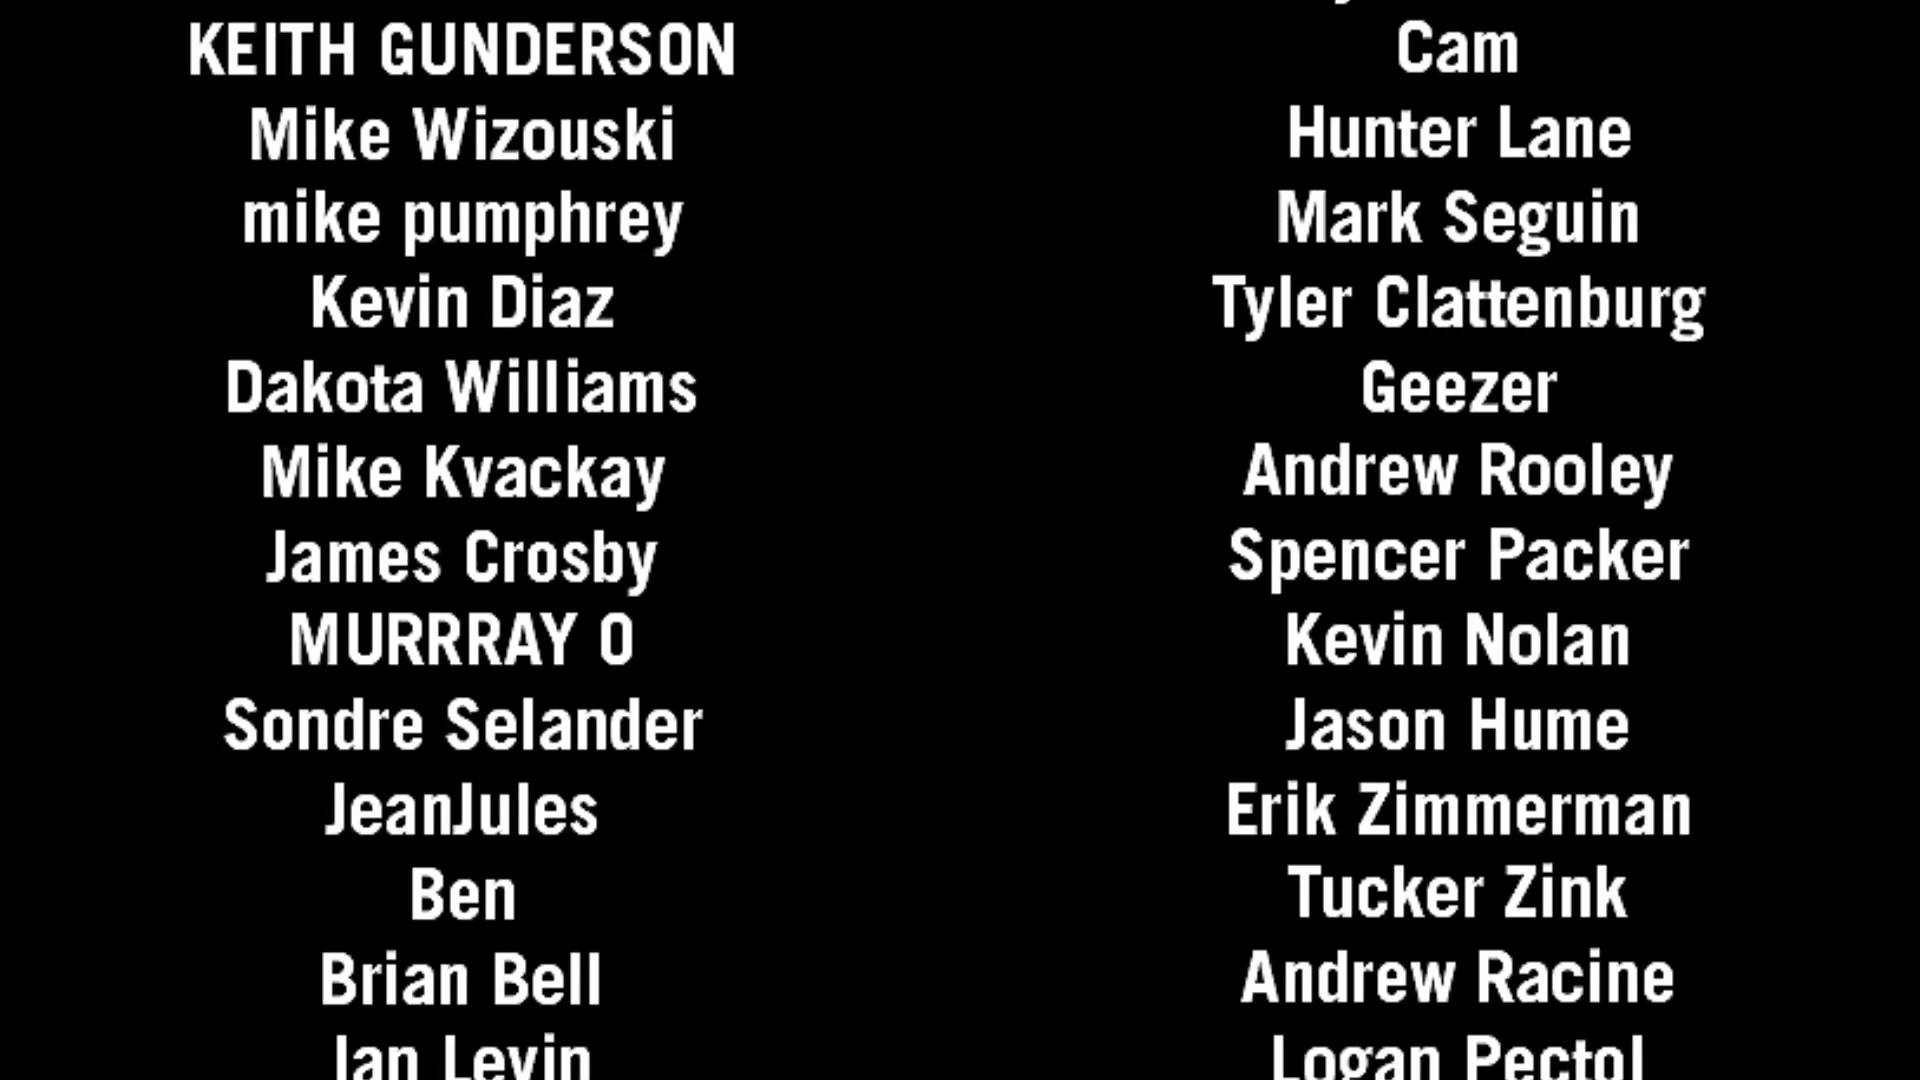 KEITH GUNDERSON
Mike Wizouski
mike pumphrey
Kevin Diaz
Dakota Williams
Mike Kvackay
James Crosby
MURRRAY O
Sondre Selander
JeanJules
Ben
Brian Bell
Ian Levin
Cam
Hunter Lane
Mark Seguin
Tyler Clattenburg
Geezer
Andrew Rooley
Spencer Packer
Kevin Nolan
Jason Hume
Erik Zimmerman
Tucker Zink
Andrew Racine
Logan Pectol